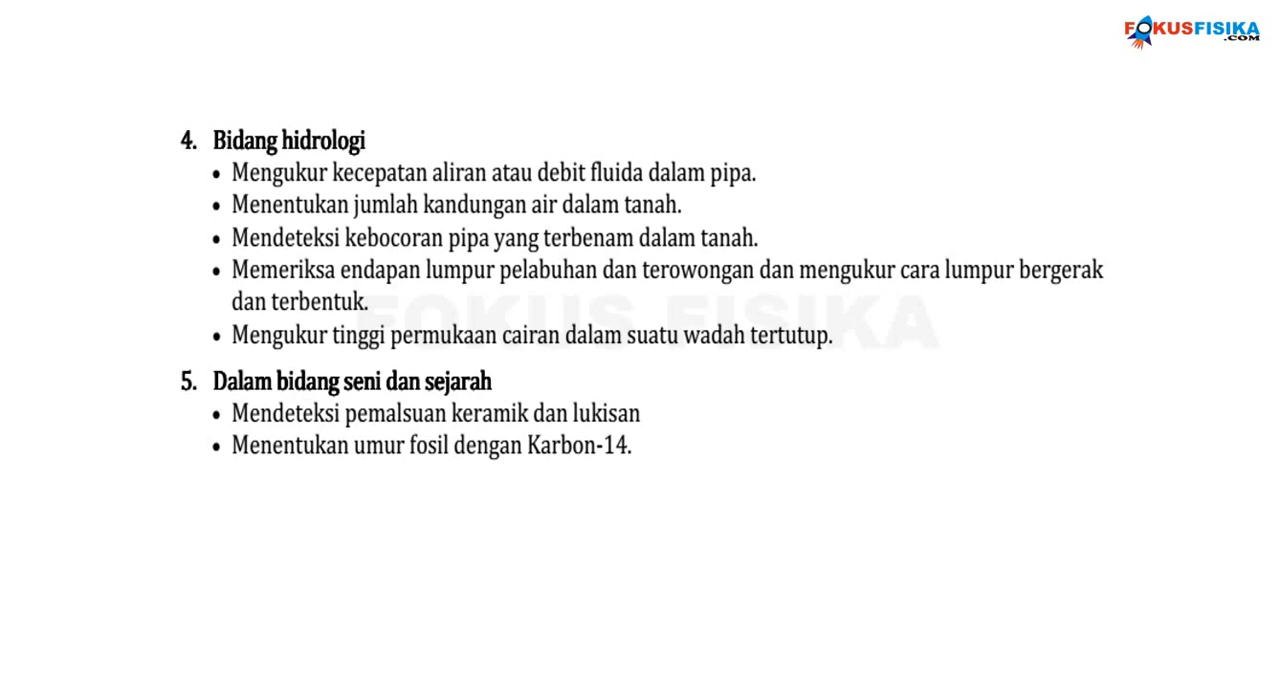 FOKUSFISIKA
.COM
4. Bidang hidrologi
• Mengukur kecepatan aliran atau debit fluida dalam pipa.
• Menentukan jumlah kandungan air dalam tanah.
• Mendeteksi kebocoran pipa yang terbenam dalam tanah.
• Memeriksa endapan lumpur pelabuhan dan terowongan dan mengukur cara lumpur bergerak
dan terbentuk.
FOKUS FISIKA
• Mengukur tinggi permukaan cairan dalam suatu wadah tertutup.
5. Dalam bidang seni dan sejarah
• Mendeteksi pemalsuan keramik dan lukisan
• Menentukan umur fosil dengan Karbon-14.